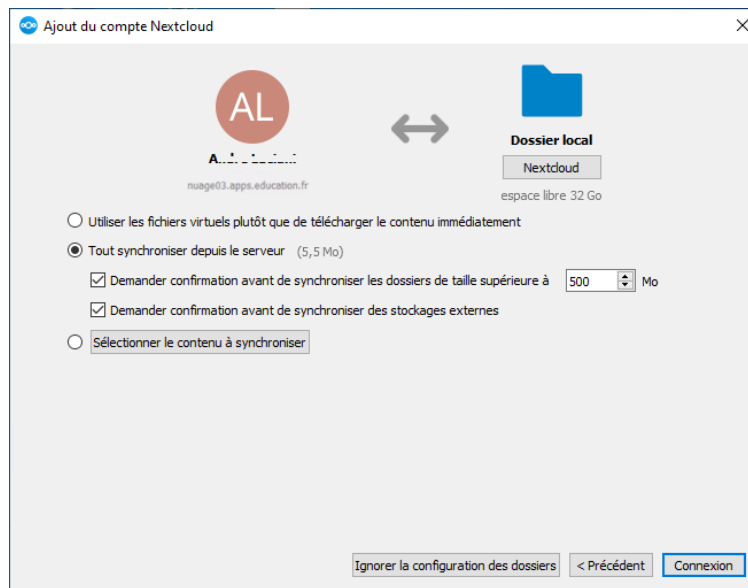 Ajout du compte Nextcloud
AL
nuage03.apps.education.fr
Dossier local
Nextcloud
espace libre 32 Go
Utiliser les fichiers virtuels plutôt que de télécharger le contenu immédiatement
Tout synchroniser depuis le serveur (5,5 Mo)
Demander confirmation avant de synchroniser les dossiers de taille supérieure à 500 Mo
Demander confirmation avant de synchroniser des stockages externes
Sélectionner le contenu à synchroniser
Ignorer la configuration des dossiers < Précédent Connexion